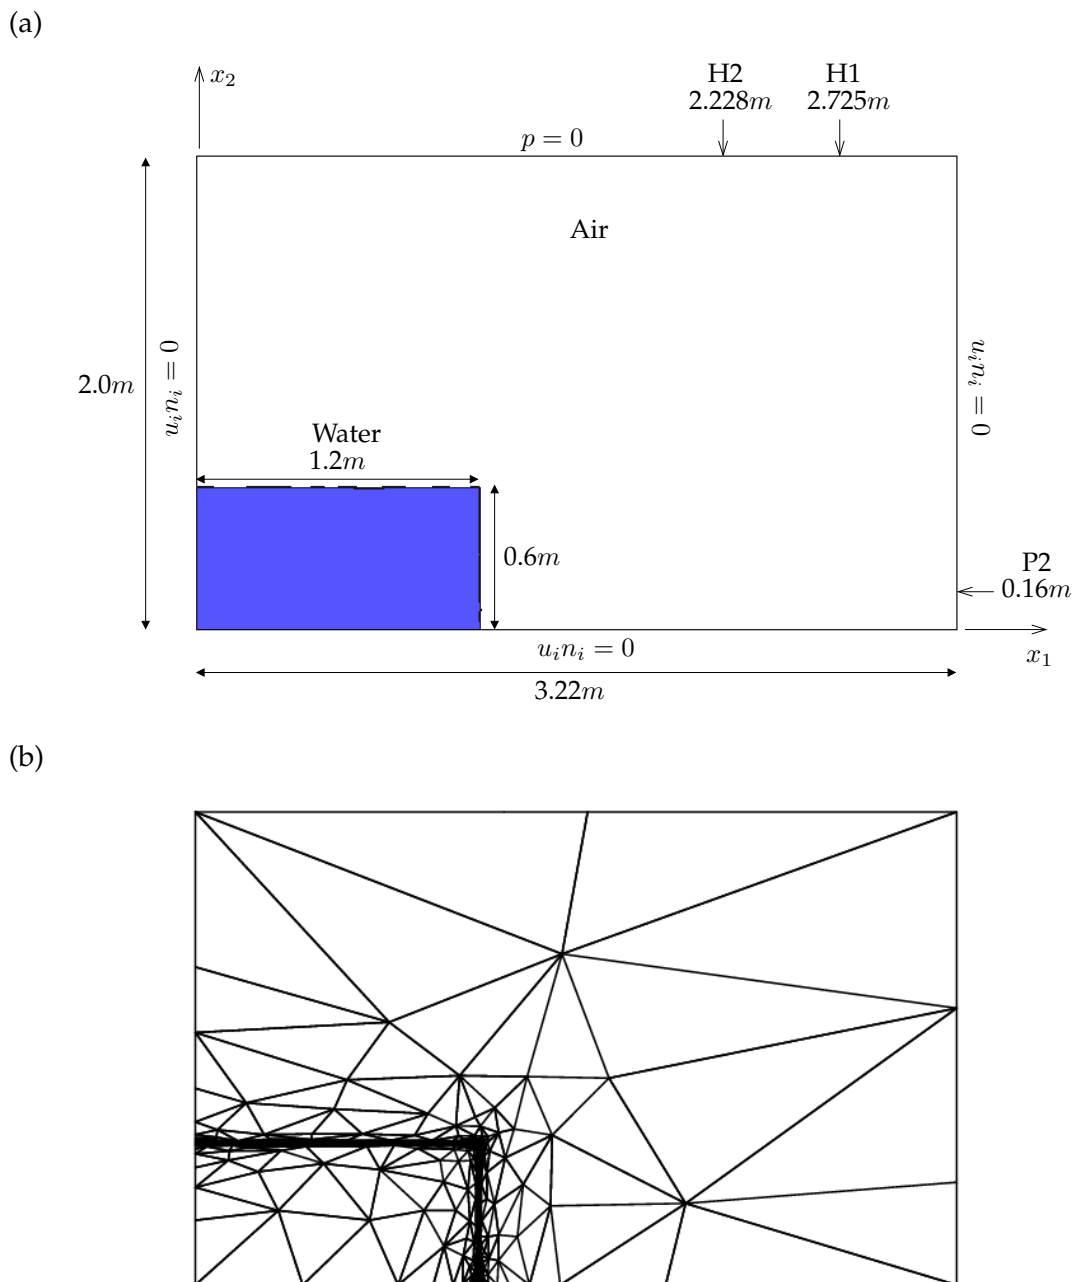 (a)
x₂
H2
2.228m
H1
2.725m
p = 0
Air
2.0m
uᵢnᵢ = 0
uᵢnᵢ = 0
Water
1.2m
0.6m
P2
0.16m
uᵢnᵢ = 0
x₁
3.22m
(b)